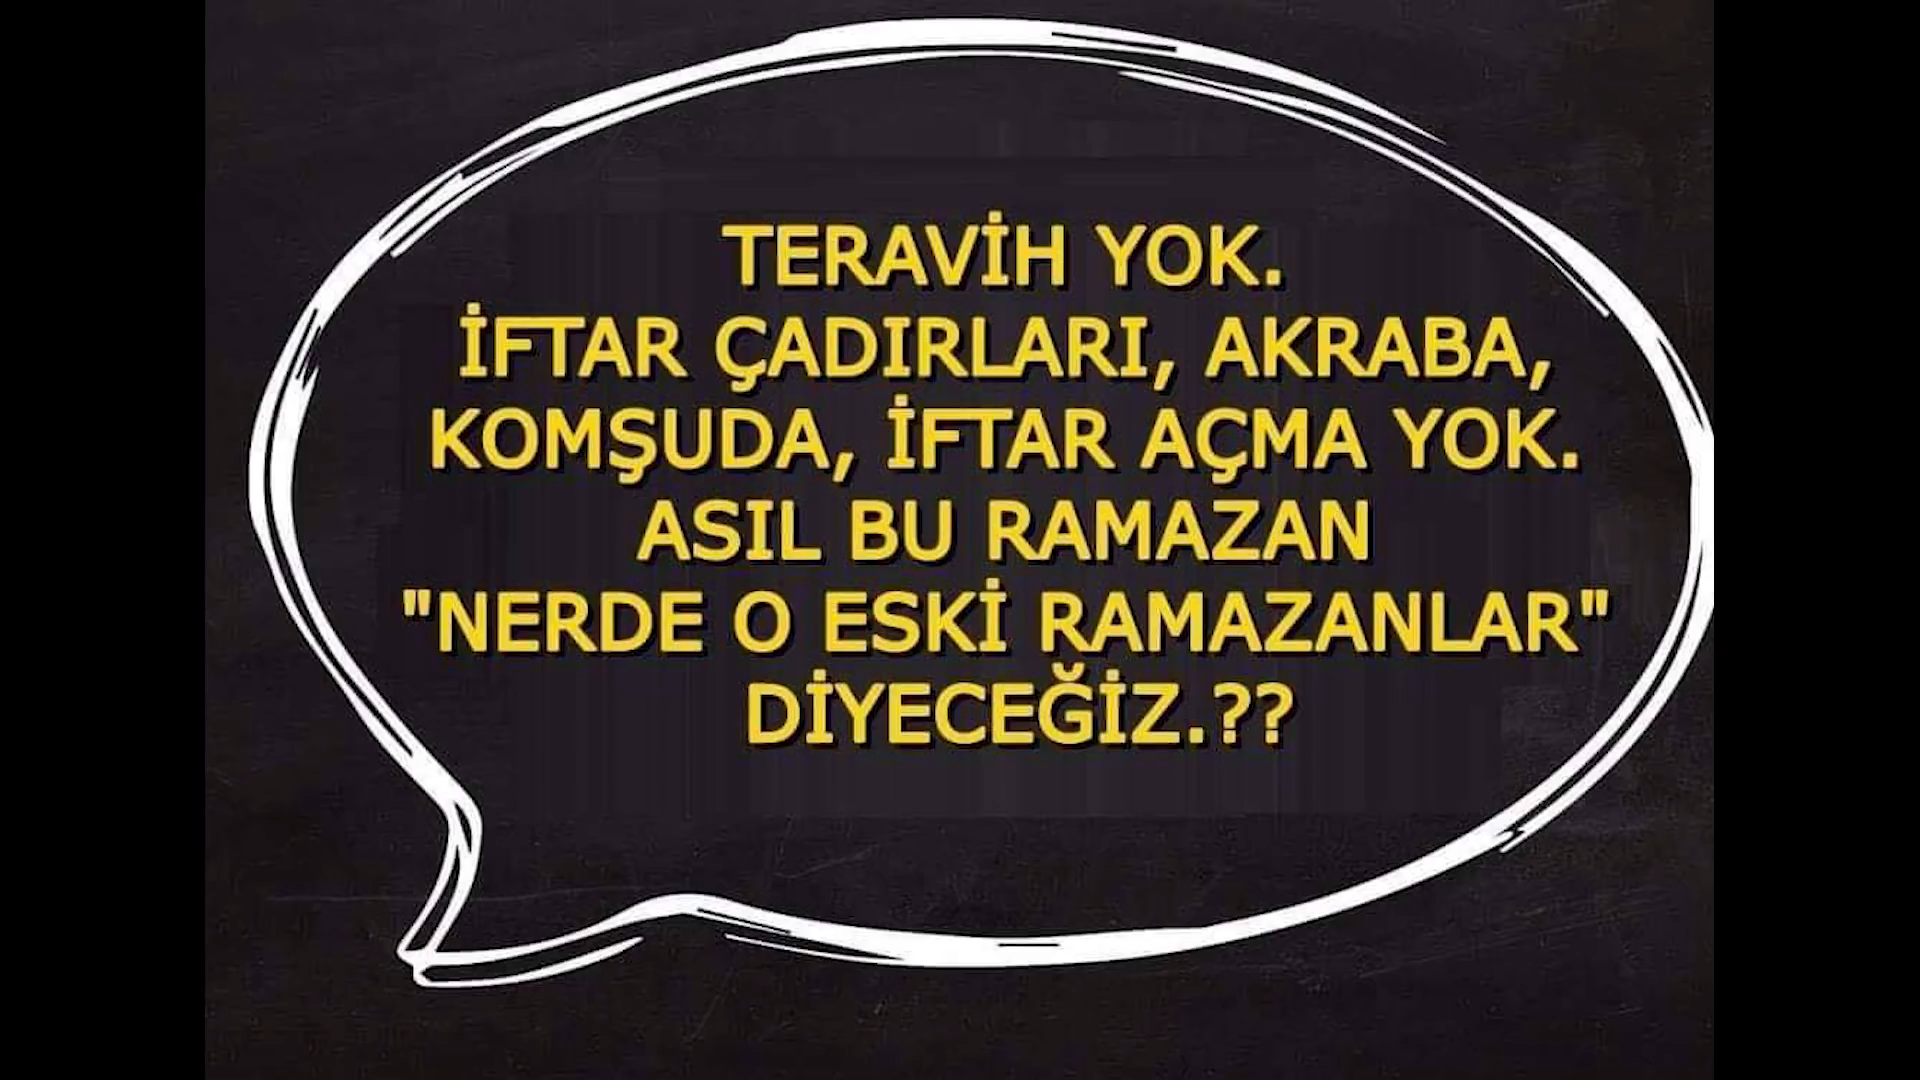 TERAVİH YOK.
İFTAR ÇADIRLARI, AKRABA,
KOMŞUDA, İFTAR AÇMA YOK.
ASIL BU RAMAZAN
"NERDE O ESKİ RAMAZANLAR"
DİYECEĞİZ.??